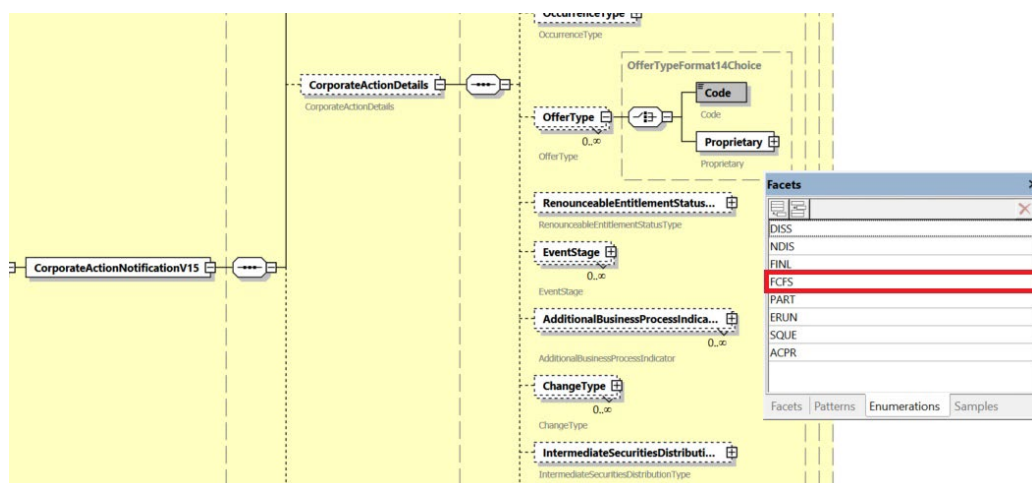 OccurrenceType
OccurrenceType
OfferTypeFormat14Choice
CorporateActionDetails
CorporateActionDetails
Code
Code
OfferType
0..∞
OfferType
Proprietary
Proprietary
Facets
RenounceableEntitlementStatus...
RenounceableEntitlementStatusType
DISS
NDIS
EventStage
0..∞
EventStage
CorporateActionNotificationV15
FINL
FCFS
PART
ERUN
SQUE
ACPR
AdditionalBusinessProcessIndica...
0..∞
AdditionalBusinessProcessIndicator
ChangeType
0..∞
ChangeType
Facets Patterns Enumerations Samples
IntermediateSecuritiesDistributi...
IntermediateSecuritiesDistributionType